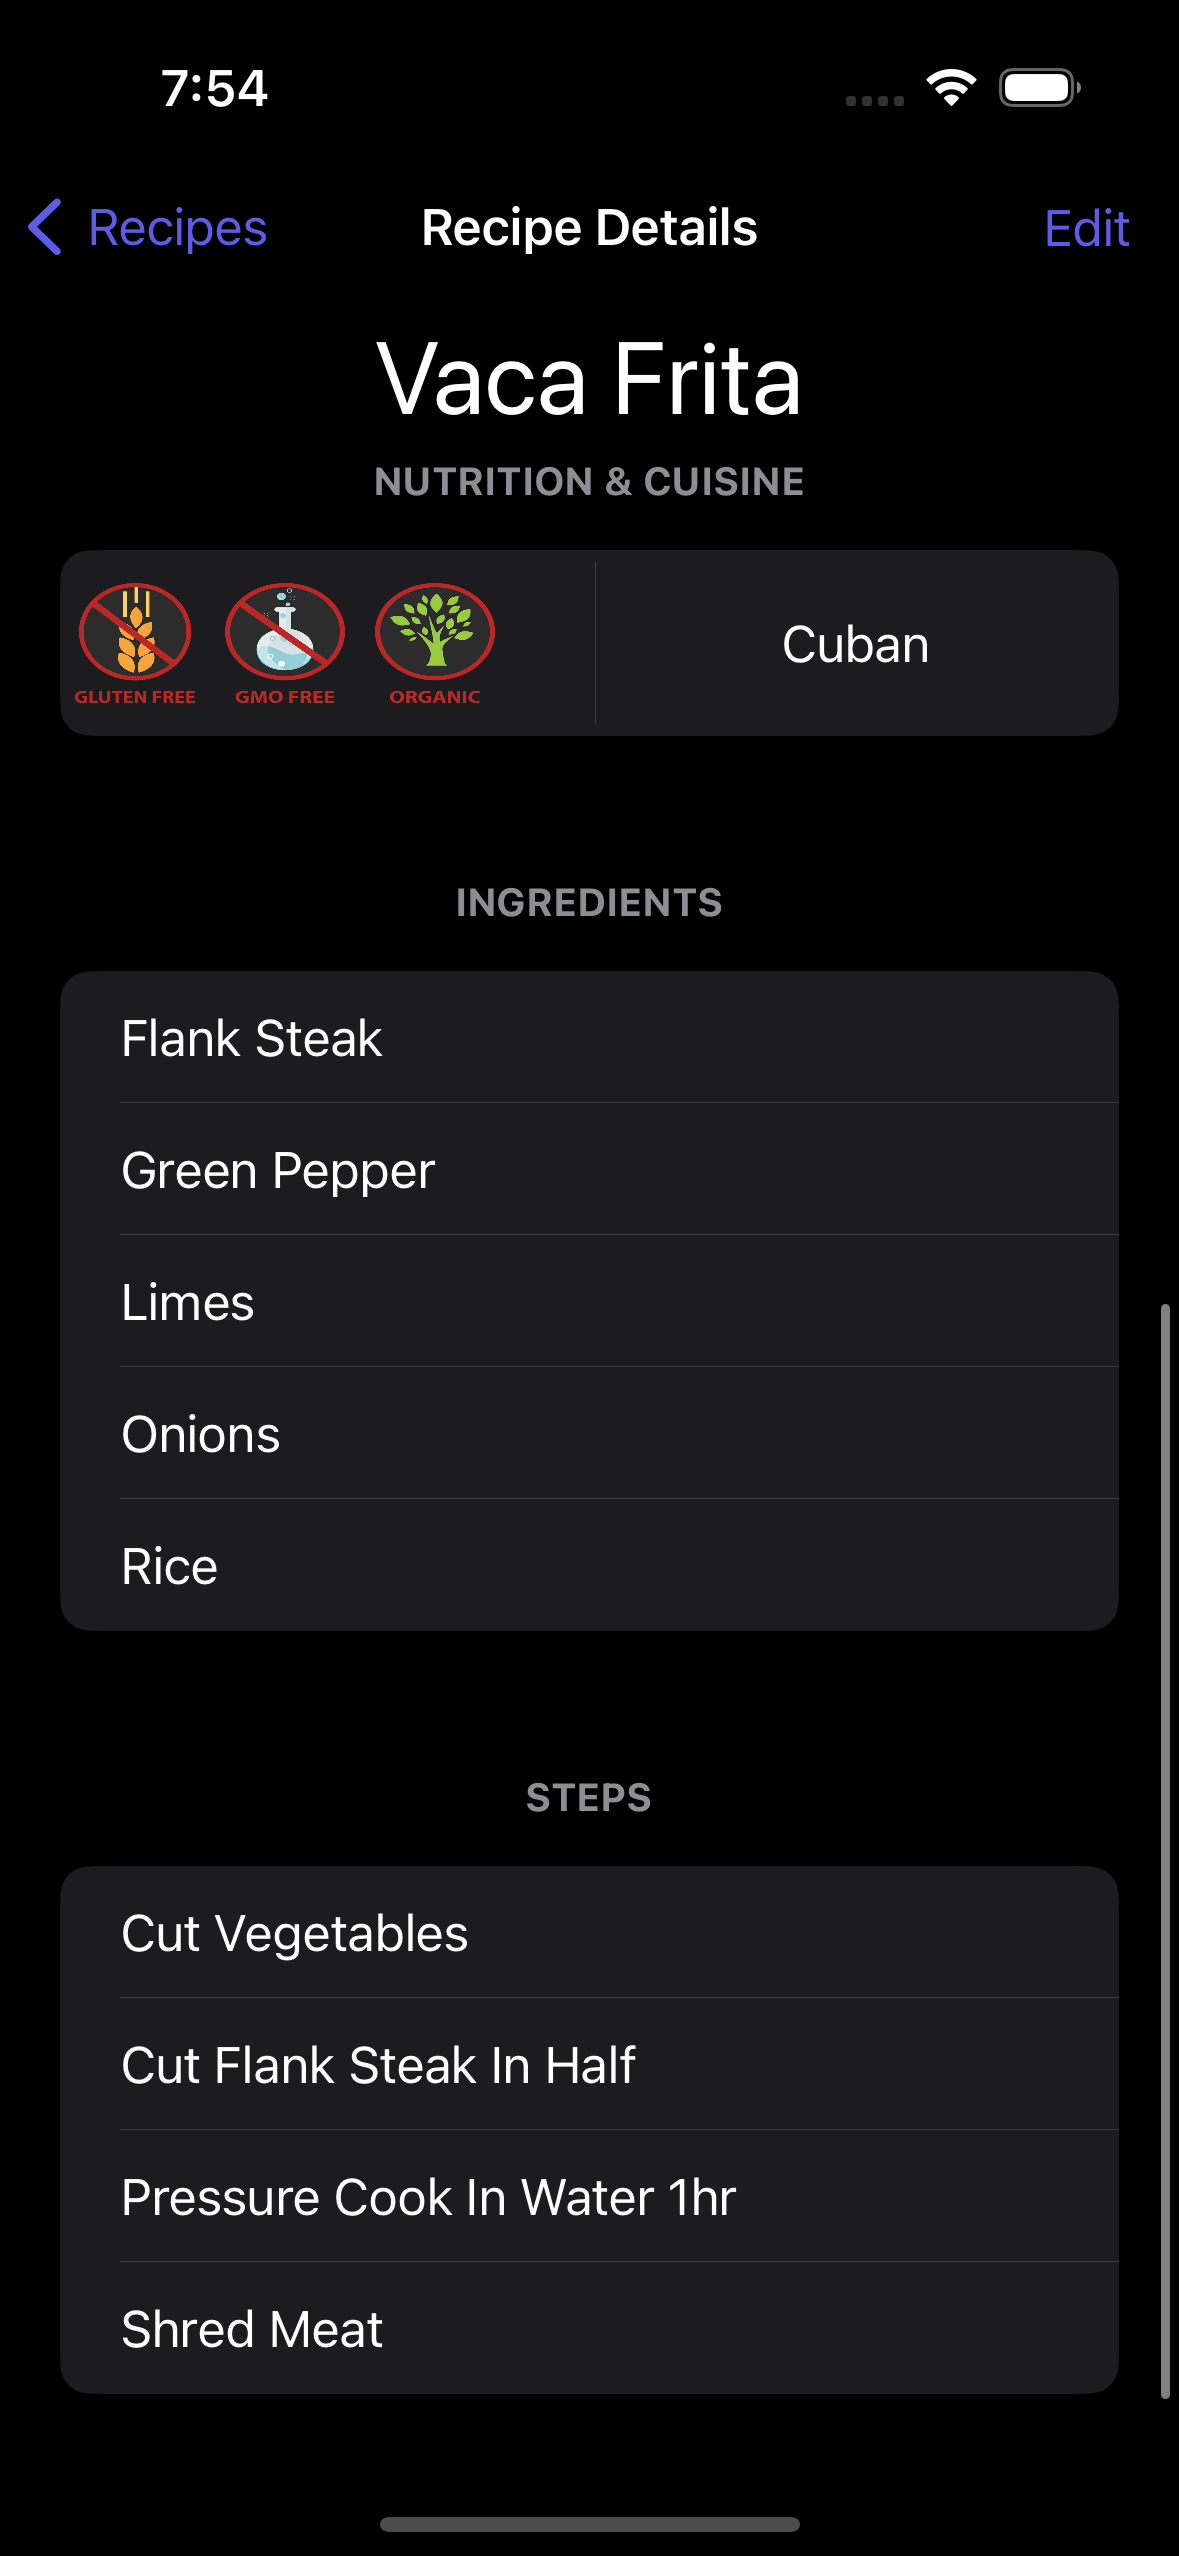 7:54
Recipes
Recipe Details
Edit
Vaca Frita
NUTRITION & CUISINE
GLUTEN FREE
GMO FREE
ORGANIC
Cuban
INGREDIENTS
Flank Steak
Green Pepper
Limes
Onions
Rice
STEPS
Cut Vegetables
Cut Flank Steak In Half
Pressure Cook In Water 1hr
Shred Meat